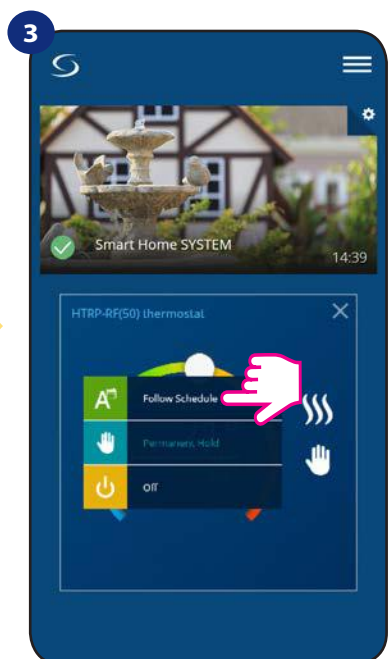 3
Smart Home SYSTEM
14:39
HTRP-RF(50) thermostat
A Follow Schedule
Permanent Hold
Off